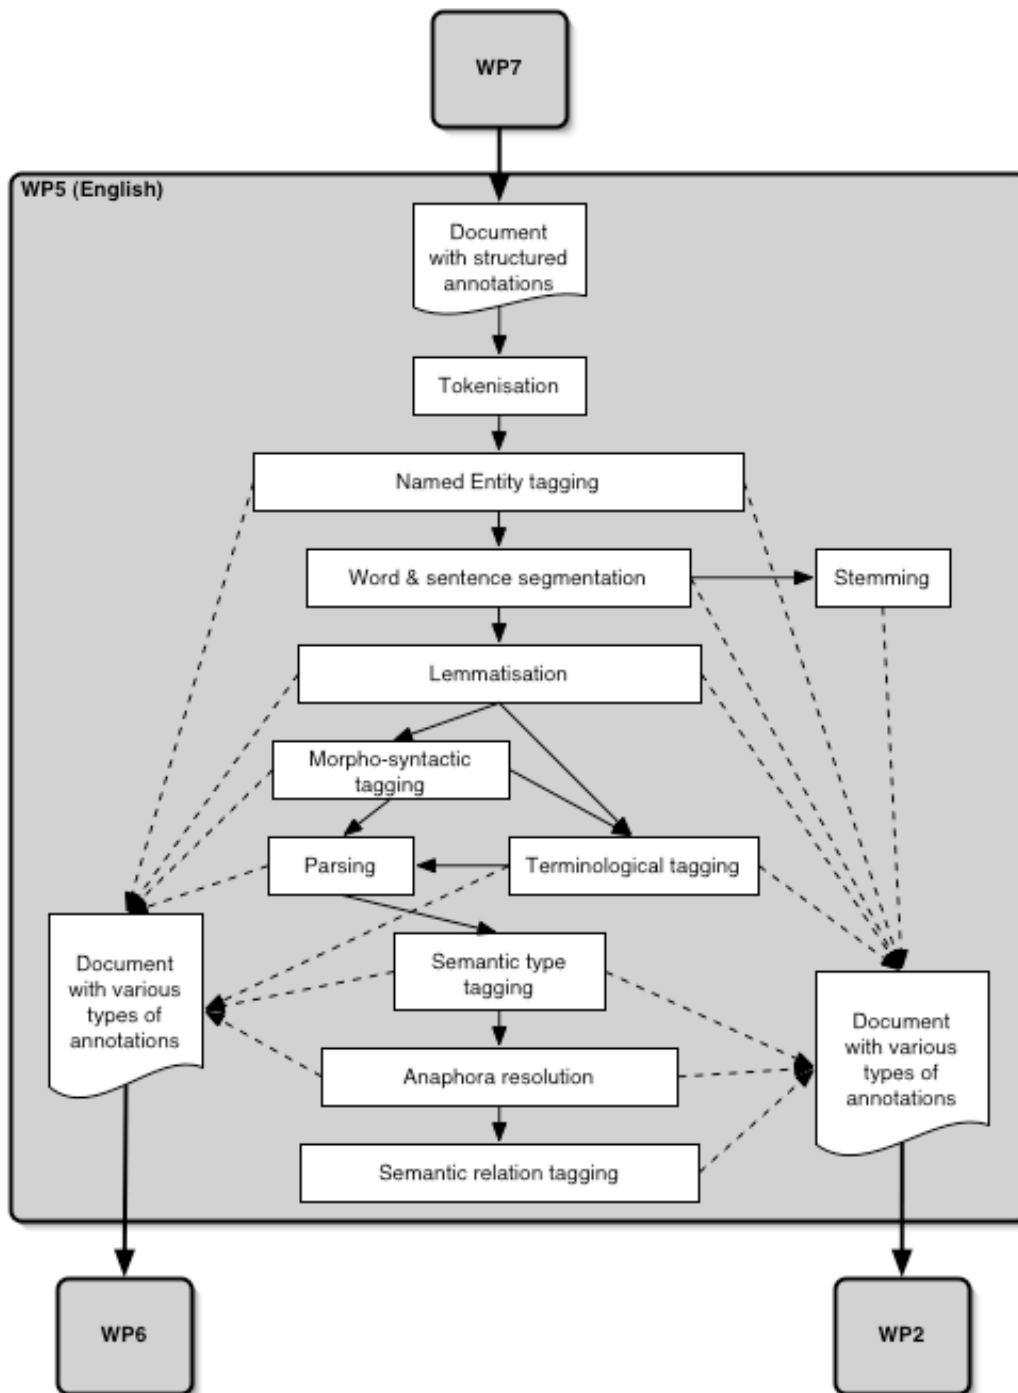 WP7
WP5 (English)
Document
with structured
annotations
Tokenisation
Named Entity tagging
Word & sentence segmentation
Stemming
Lemmatisation
Morpho-syntactic
tagging
Parsing
Terminological tagging
Document
with various
types of
annotations
Semantic type
tagging
Document
with various
types of
annotations
Anaphora resolution
Semantic relation tagging
WP6
WP2